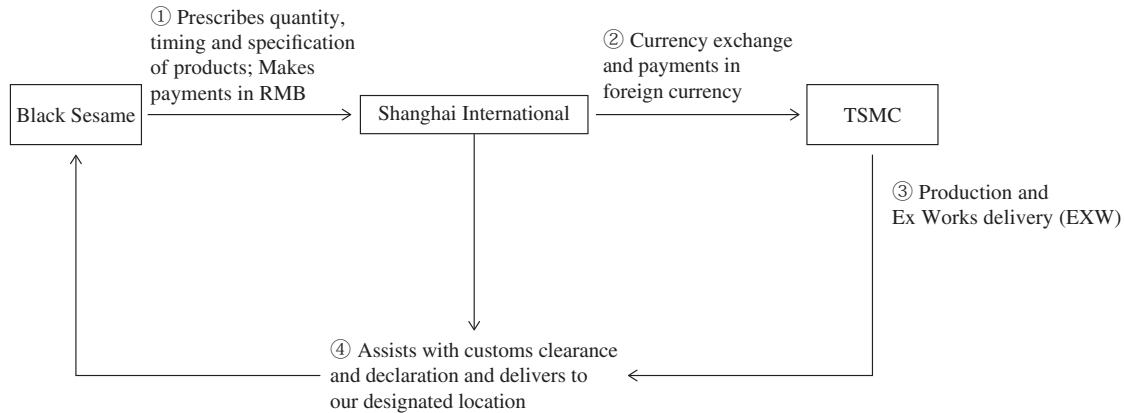 ① Prescribes quantity,
timing and specification
of products; Makes
payments in RMB
② Currency exchange
and payments in
foreign currency
Black Sesame
Shanghai International
TSMC
③ Production and
Ex Works delivery (EXW)
④ Assists with customs clearance
and declaration and delivers to
our designated location